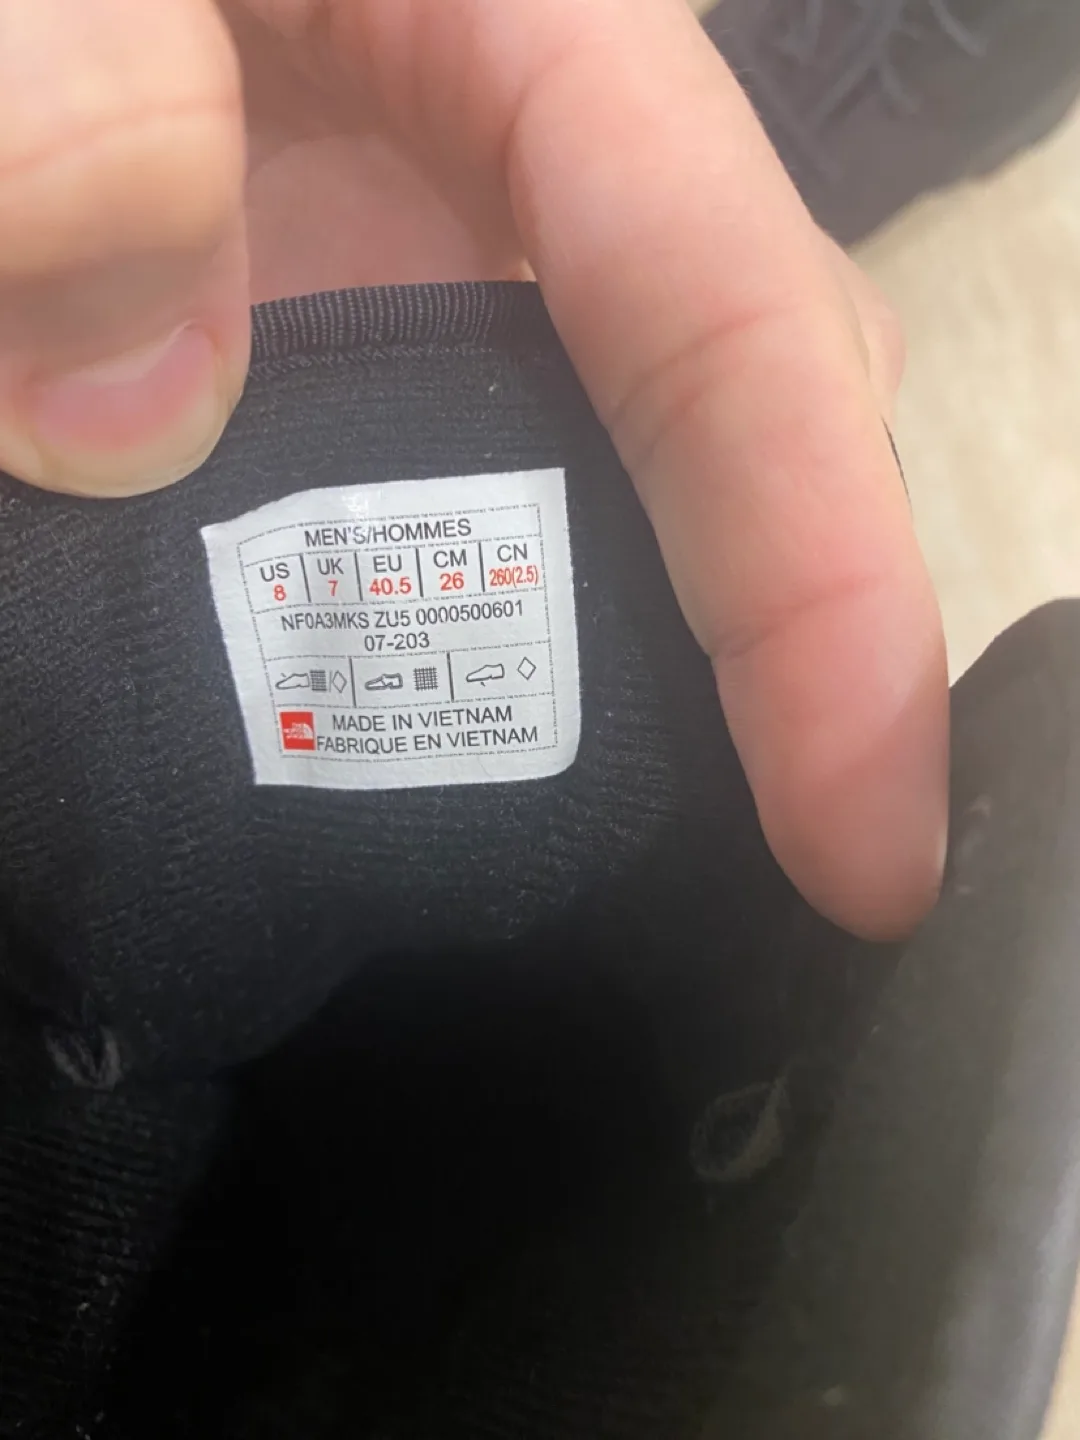 MEN'S/HOMMES
US UK EU CM CN
8 7 40.5 26 260(2.5)
NF0A3MKS ZU5 0000500601
07-203
MADE IN VIETNAM
FABRIQUE EN VIETNAM